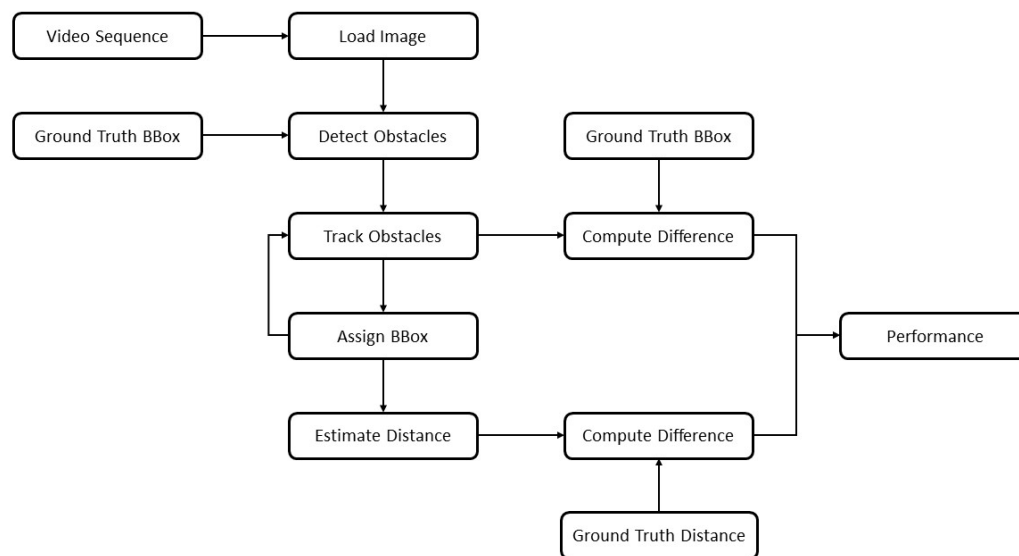 Video Sequence
Load Image
Ground Truth BBox
Detect Obstacles
Ground Truth BBox
Track Obstacles
Compute Difference
Assign BBox
Performance
Estimate Distance
Compute Difference
Ground Truth Distance